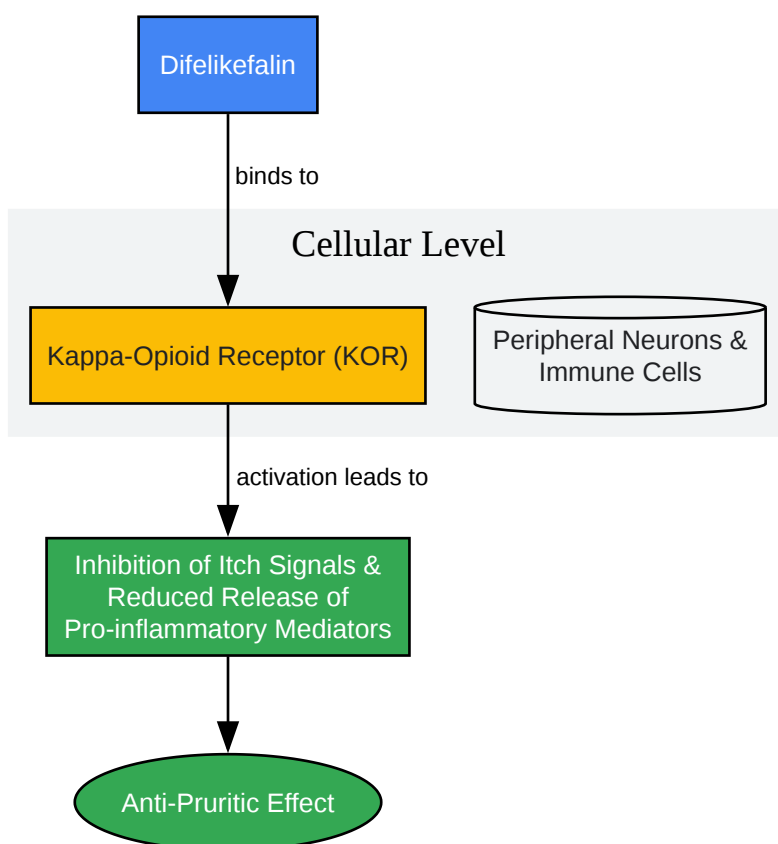 Difelikefalin
binds to
Cellular Level
Kappa-Opioid Receptor (KOR)
Peripheral Neurons &
Immune Cells
activation leads to
Inhibition of Itch Signals &
Reduced Release of
Pro-inflammatory Mediators
Anti-Pruritic Effect